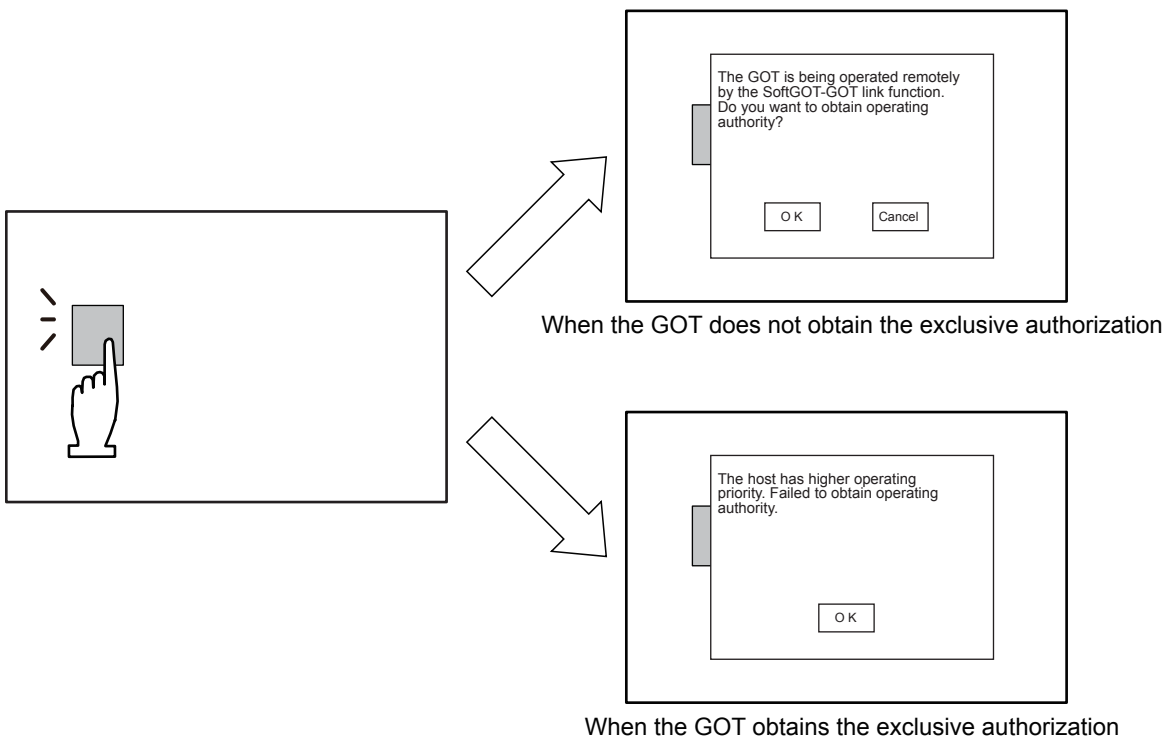 The GOT is being operated remotely
by the SoftGOT-GOT link function.
Do you want to obtain operating
authority?
O K
Cancel
When the GOT does not obtain the exclusive authorization
The host has higher operating
priority. Failed to obtain operating
authority.
O K
When the GOT obtains the exclusive authorization